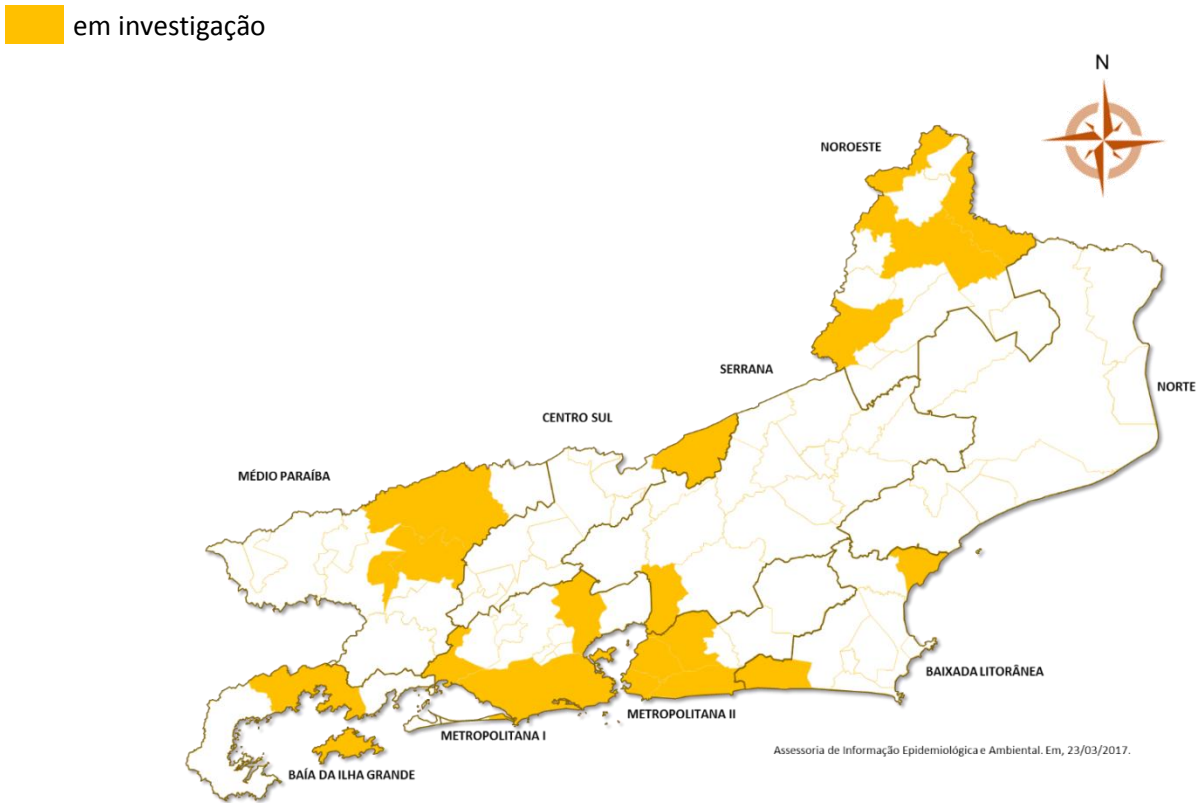 em investigação
N
NOROESTE
SERRANA
NORTE
CENTRO SUL
MÉDIO PARAÍBA
BAIXADA LITORÂNEA
METROPOLITANA II
METROPOLITANA I
Assessoria de Informação Epidemiológica e Ambiental. Em, 23/03/2017.
BAÍA DA ILHA GRANDE